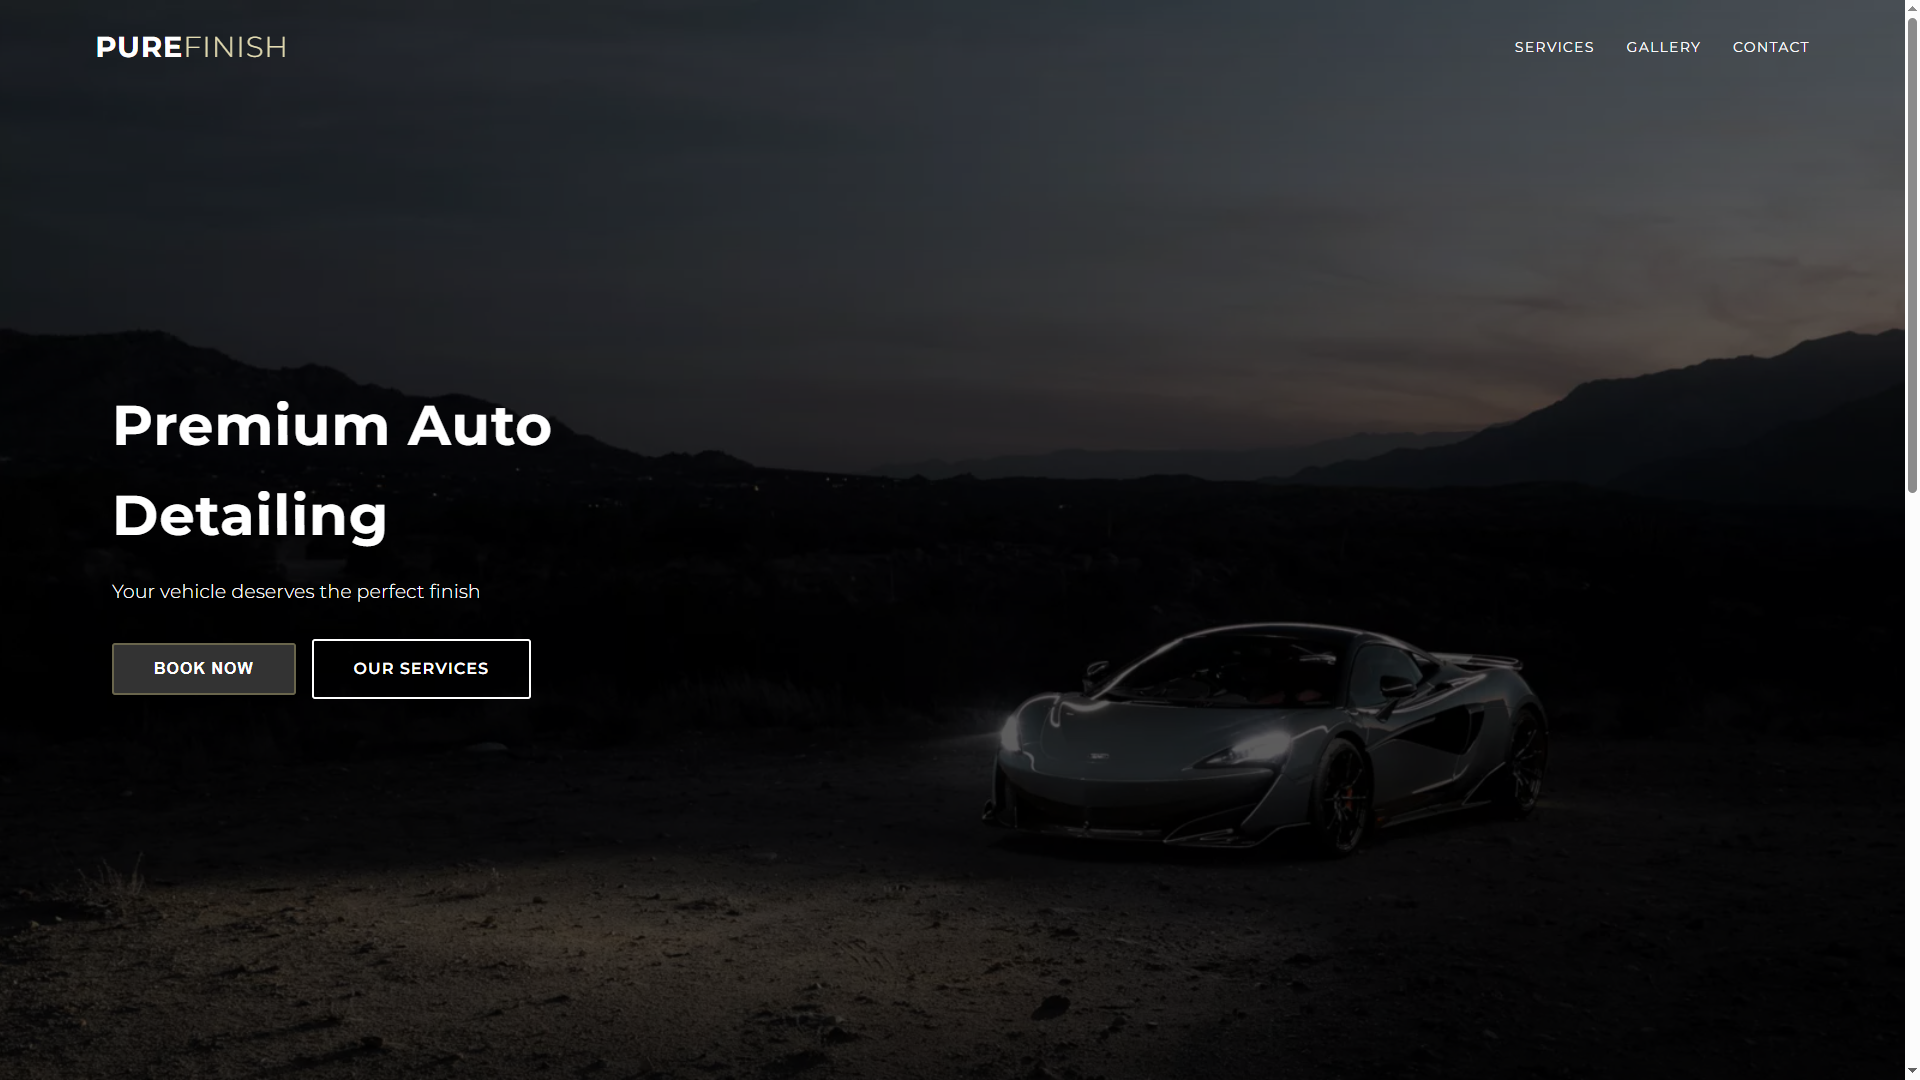 PUREFINISH
SERVICES GALLERY CONTACT
Premium Auto
Detailing
Your vehicle deserves the perfect finish
BOOK NOW OUR SERVICES